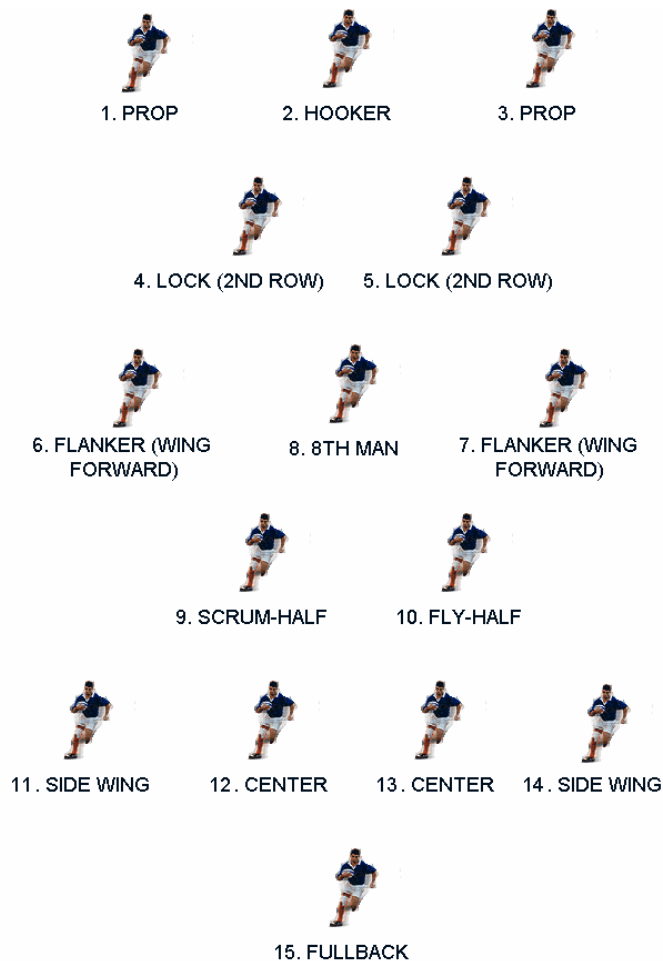 1. PROP
2. HOOKER
3. PROP
4. LOCK (2ND ROW)
5. LOCK (2ND ROW)
6. FLANKER (WING
FORWARD)
8. 8TH MAN
7. FLANKER (WING
FORWARD)
9. SCRUM-HALF
10. FLY-HALF
11. SIDE WING
12. CENTER
13. CENTER
14. SIDE WING
15. FULLBACK